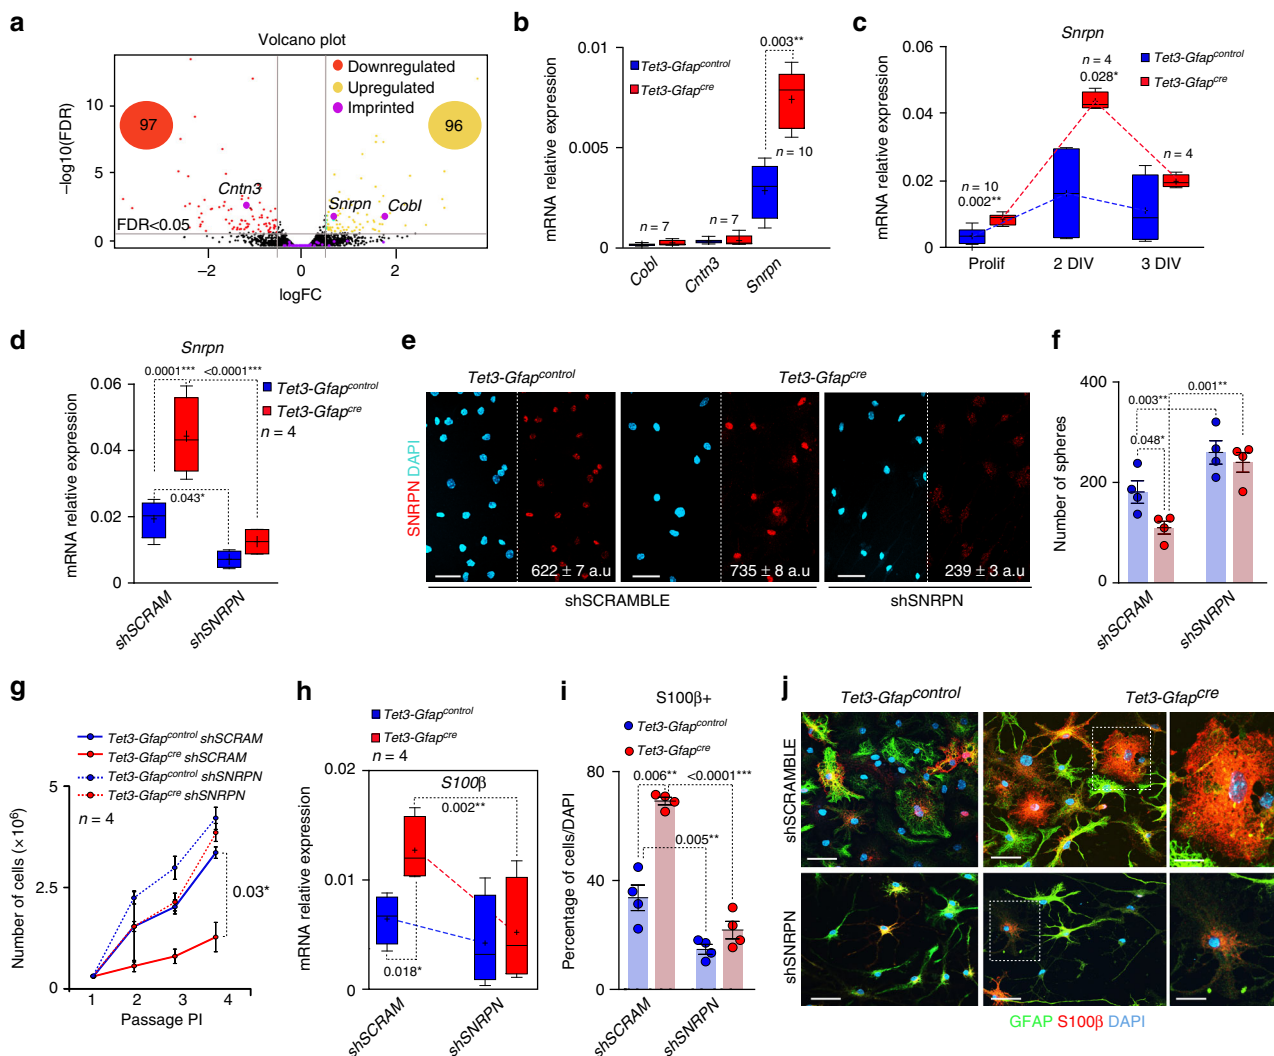 a
Volcano plot
Downregulated
Upregulated
Imprinted
97
96
Cntn3
Snrpn
Cobl
FDR<0.05
–log10(FDR)
10
5
0
–2
0
2
logFC
b
0.003**
Tet3-Gfapcontrol
Tet3-Gfapcre
n = 10
n = 7
n = 7
mRNA relative expression
0.01
0.005
0
Cobl
Cntn3
Snrpn
c
Snrpn
Tet3-Gfapcontrol
Tet3-Gfapcre
n = 4
0.028*
n = 4
n = 10
0.002**
mRNA relative expression
0.06
0.04
0.02
0
Prolif
2 DIV
3 DIV
d
Snrpn
0.0001***
<0.0001***
Tet3-Gfapcontrol
Tet3-Gfapcre
n = 4
0.043*
mRNA relative expression
0.06
0.04
0.02
0
shSCRAM
shSNRPN
e
Tet3-Gfapcontrol
Tet3-Gfapcre
SNRPN DAPI
622 ± 7 a.u
735 ± 8 a.u
239 ± 3 a.u
shSCRAMBLE
shSNRPN
f
0.001**
0.003**
0.048*
Number of spheres
400
200
0
shSCRAM
shSNRPN
g
Tet3-Gfapcontrol shSCRAM
Tet3-Gfapcre shSCRAM
Tet3-Gfapcontrol shSNRPN
Tet3-Gfapcre shSNRPN
n = 4
0.03*
Number of cells (× 10⁶)
5
2.5
0
1
2
3
4
Passage PI
h
Tet3-Gfapcontrol
Tet3-Gfapcre
n = 4
S100β
0.002**
0.018*
mRNA relative expression
0.02
0.01
0
shSCRAM
shSNRPN
i
S100β+
Tet3-Gfapcontrol
Tet3-Gfapcre
0.006**
<0.0001***
0.005**
Percentage of cells/DAPI
80
40
0
shSCRAM
shSNRPN
j
Tet3-Gfapcontrol
Tet3-Gfapcre
shSCRAMBLE
shSNRPN
GFAP S100β DAPI